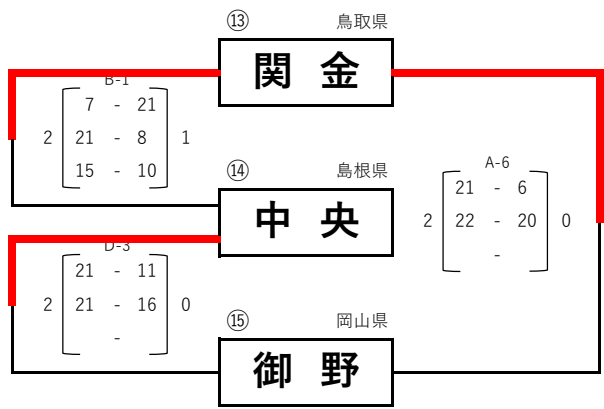 ⑬ 鳥取県
関 金
B-1
7 - 21
2 21 - 8 1
15 - 10
⑭ 島根県
中 央
A-6
21 - 6
2 22 - 20 0
-
D-3
21 - 11
2 21 - 16 0
-
⑮ 岡山県
御 野